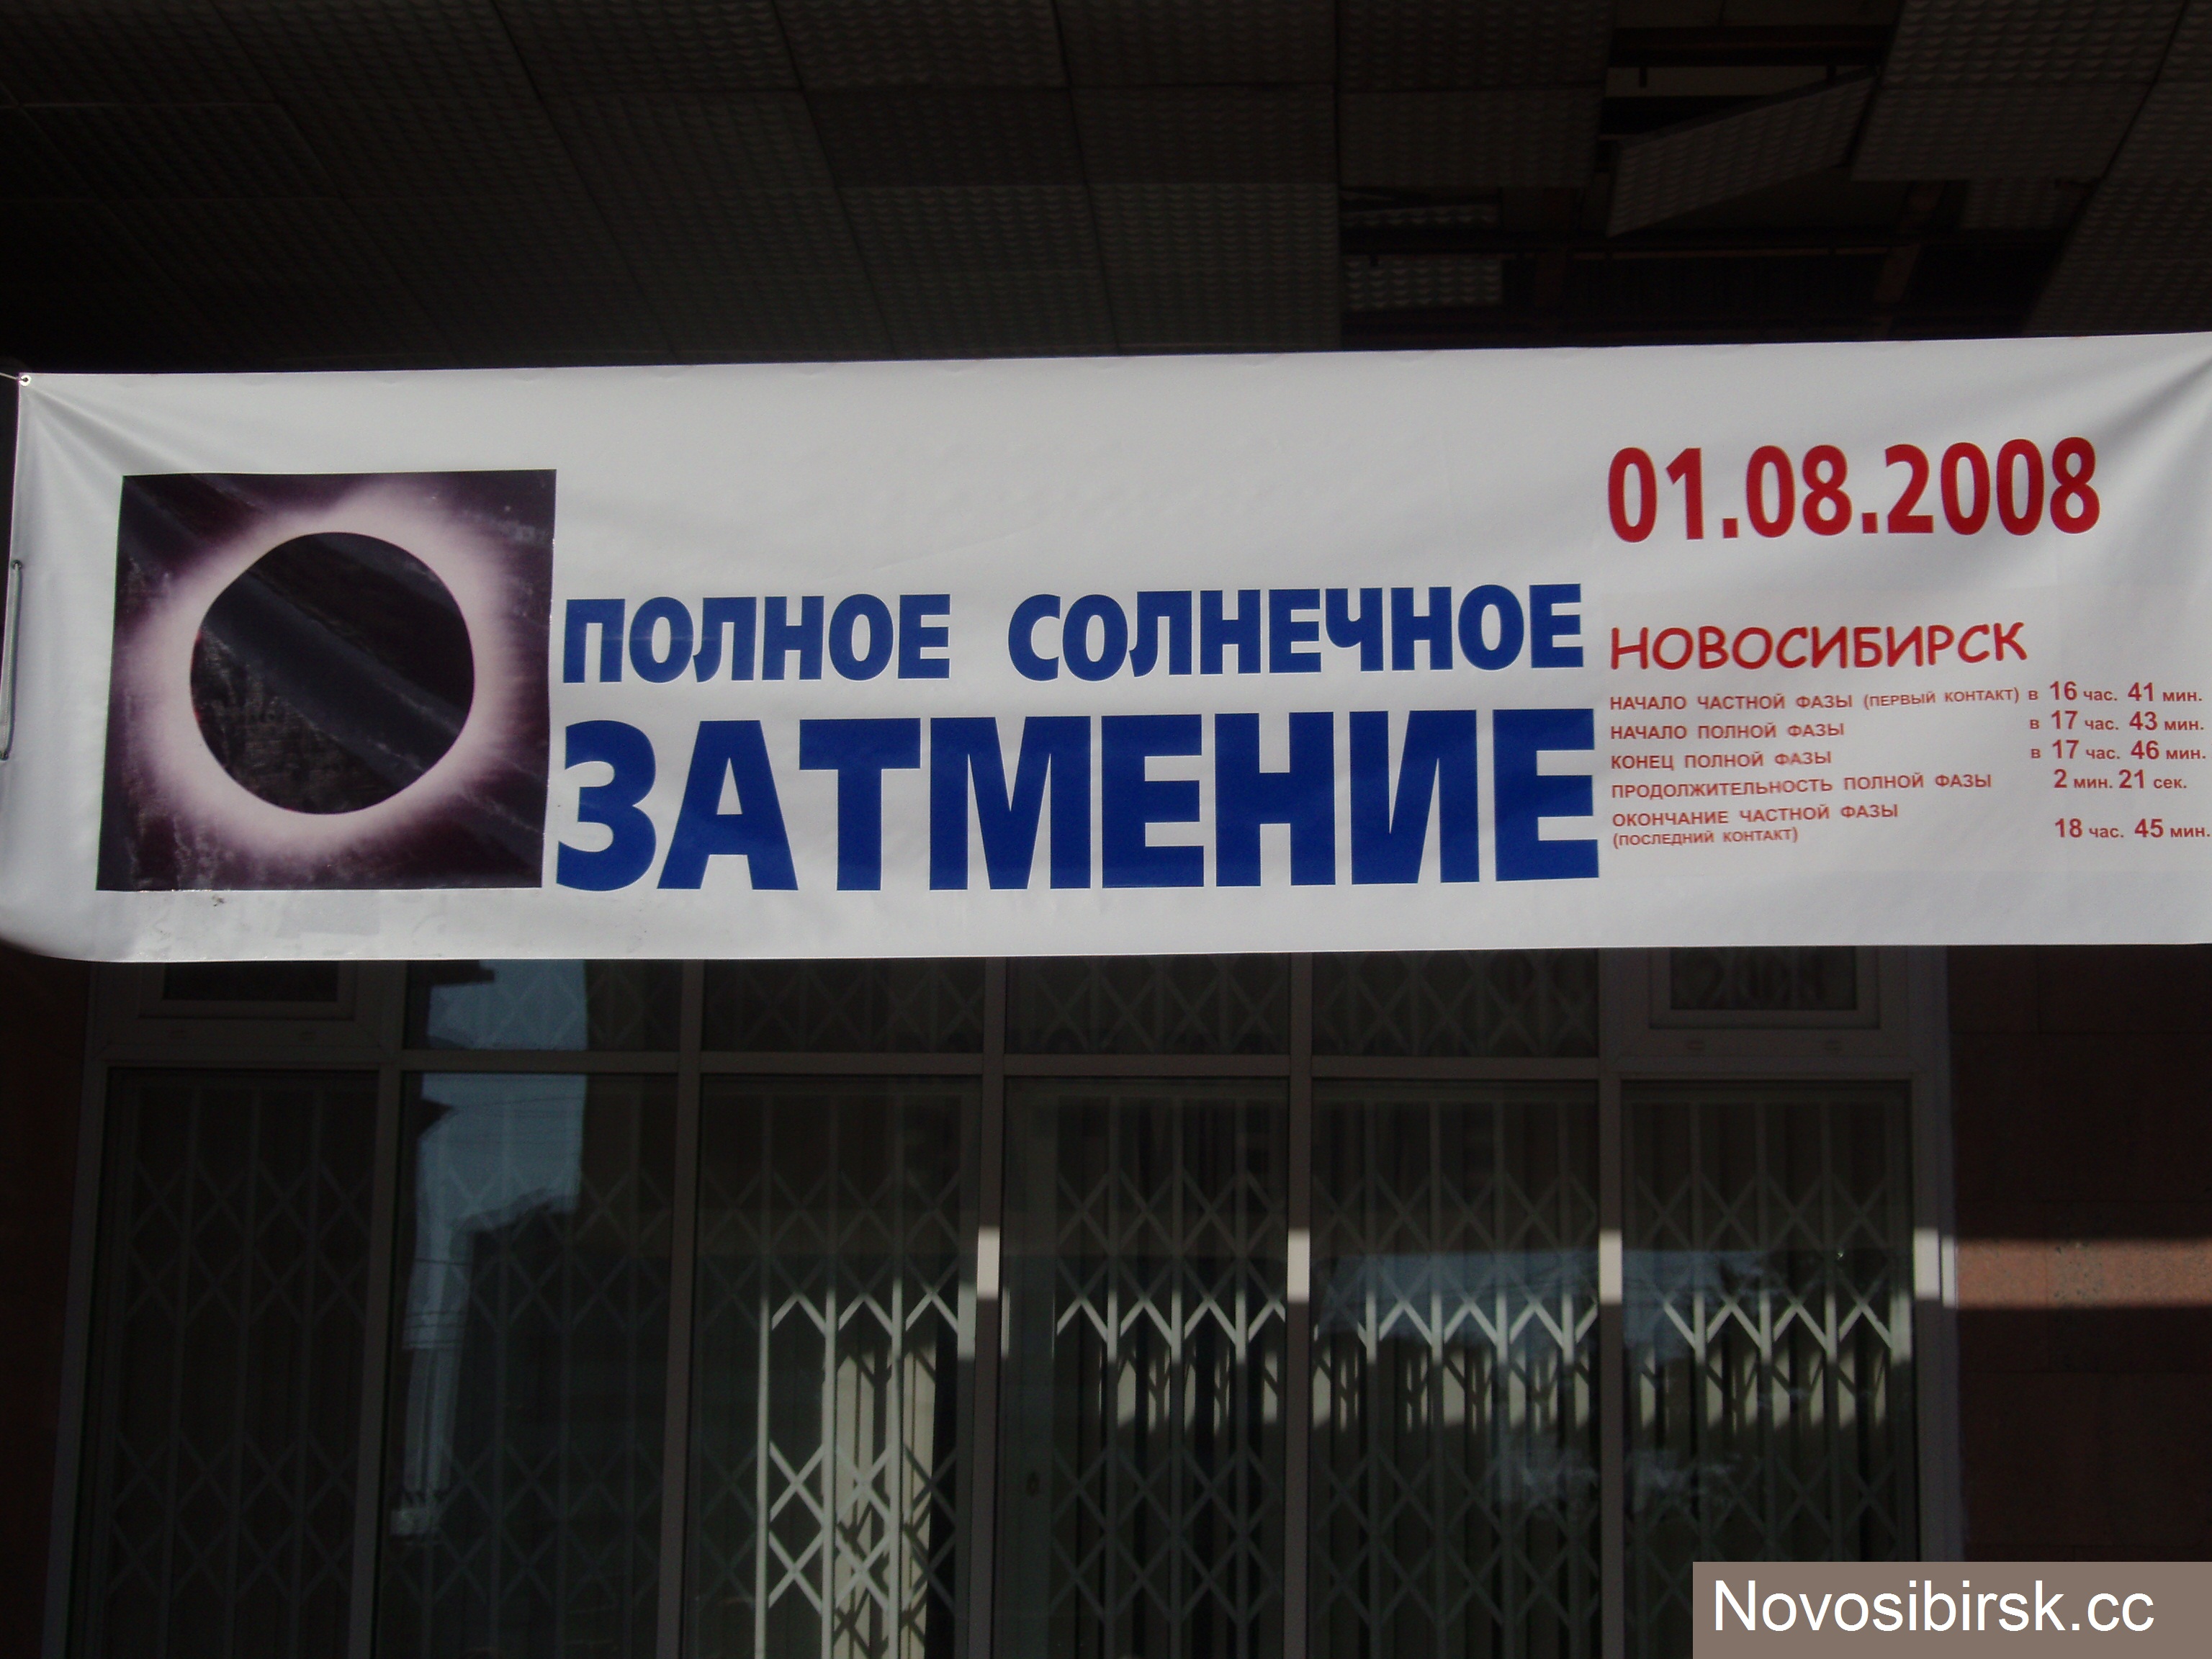 01.08.2008
ПОЛНОЕ СОЛНЕЧНОЕ
ЗАТМЕНИЕ
НОВОСИБИРСК
НАЧАЛО ЧАСТНОЙ ФАЗЫ (ПЕРВЫЙ КОНТАКТ) в 16 час. 41 мин.
НАЧАЛО ПОЛНОЙ ФАЗЫ в 17 час. 43 мин.
КОНЕЦ ПОЛНОЙ ФАЗЫ в 17 час. 46 мин.
ПРОДОЛЖИТЕЛЬНОСТЬ ПОЛНОЙ ФАЗЫ 2 мин. 21 сек.
ОКОНЧАНИЕ ЧАСТНОЙ ФАЗЫ
(ПОСЛЕДНИЙ КОНТАКТ) 18 час. 45 мин.
Novosibirsk.cc